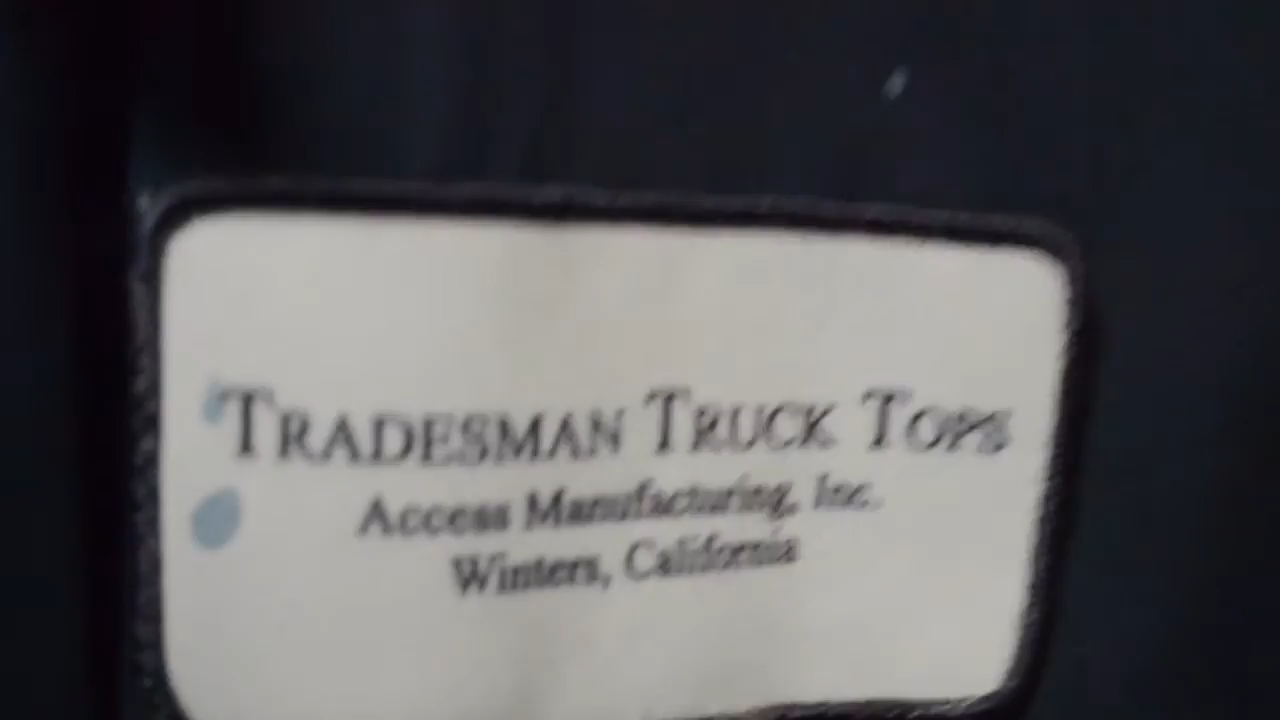 TRADESMAN TRUCK TOPS
Access Manufacturing, Inc.
Winters, California